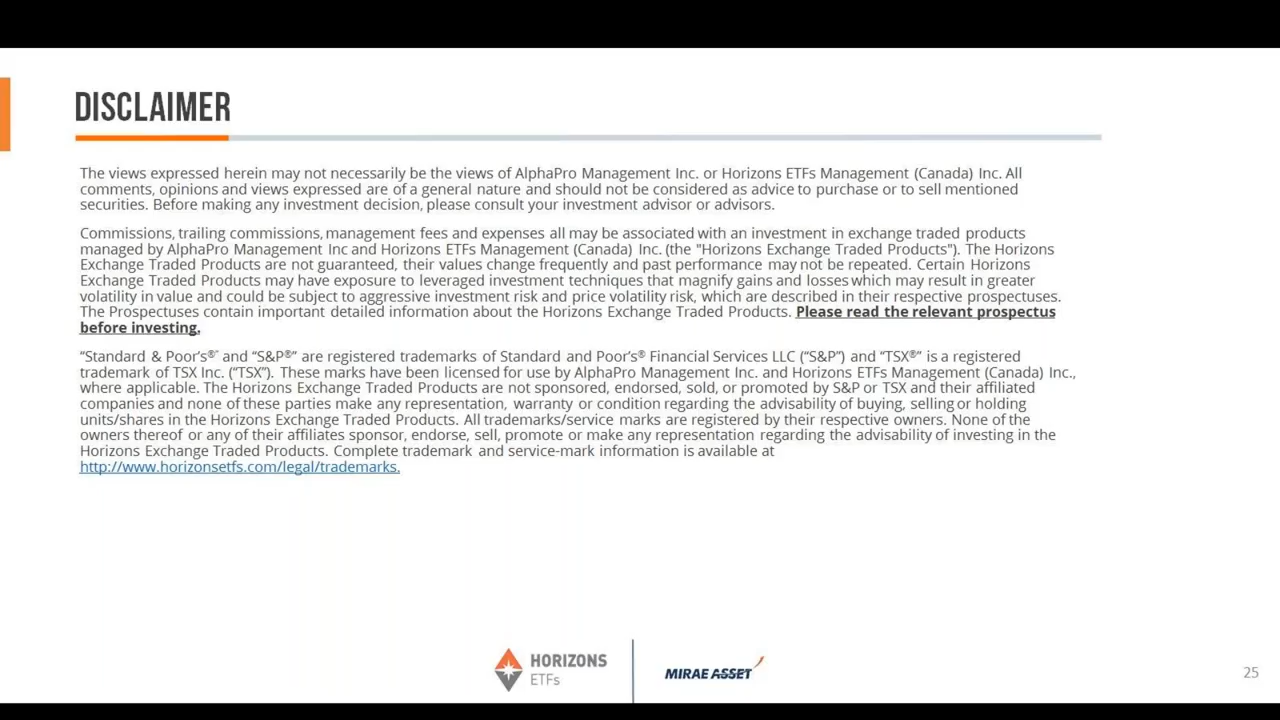 DISCLAIMER
The views expressed herein may not necessarily be the views of AlphaPro Management Inc. or Horizons ETFs Management (Canada) Inc. All
comments, opinions and views expressed are of a general nature and should not be considered as advice to purchase or to sell mentioned
securities. Before making any investment decision, please consult your investment advisor or advisors.
Commissions, trailing commissions, management fees and expenses all may be associated with an investment in exchange traded products
managed by AlphaPro Management Inc and Horizons ETFs Management (Canada) Inc. (the "Horizons Exchange Traded Products"). The Horizons
Exchange Traded Products are not guaranteed, their values change frequently and past performance may not be repeated. Certain Horizons
Exchange Traded Products may have exposure to leveraged investment techniques that magnify gains and losses which may result in greater
volatility in value and could be subject to aggressive investment risk and price volatility risk, which are described in their respective prospectuses.
The Prospectuses contain important detailed information about the Horizons Exchange Traded Products. Please read the relevant prospectus
before investing.
“Standard & Poor’s®” and “S&P®” are registered trademarks of Standard and Poor’s® Financial Services LLC (“S&P”) and “TSX®” is a registered
trademark of TSX Inc. (“TSX”). These marks have been licensed for use by AlphaPro Management Inc. and Horizons ETFs Management (Canada) Inc.,
where applicable. The Horizons Exchange Traded Products are not sponsored, endorsed, sold, or promoted by S&P or TSX and their affiliated
companies and none of these parties make any representation, warranty or condition regarding the advisability of buying, selling or holding
units/shares in the Horizons Exchange Traded Products. All trademarks/service marks are registered by their respective owners. None of the
owners thereof or any of their affiliates sponsor, endorse, sell, promote or make any representation regarding the advisability of investing in the
Horizons Exchange Traded Products. Complete trademark and service-mark information is available at
http://www.horizonsetfs.com/legal/trademarks.
HORIZONS
ETFs
MIRAE ASSET
25